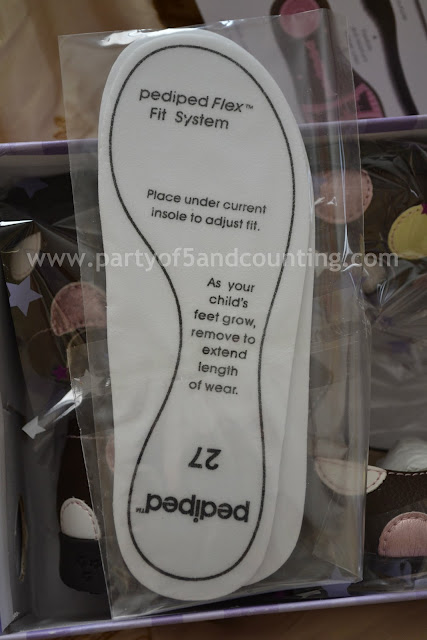 pediped Flex™
Fit System
Place under current
insole to adjust fit.
www.partyof5andcounting.com
As your
child's
feet grow,
remove to
extend
length
of wear.
27
pediped™